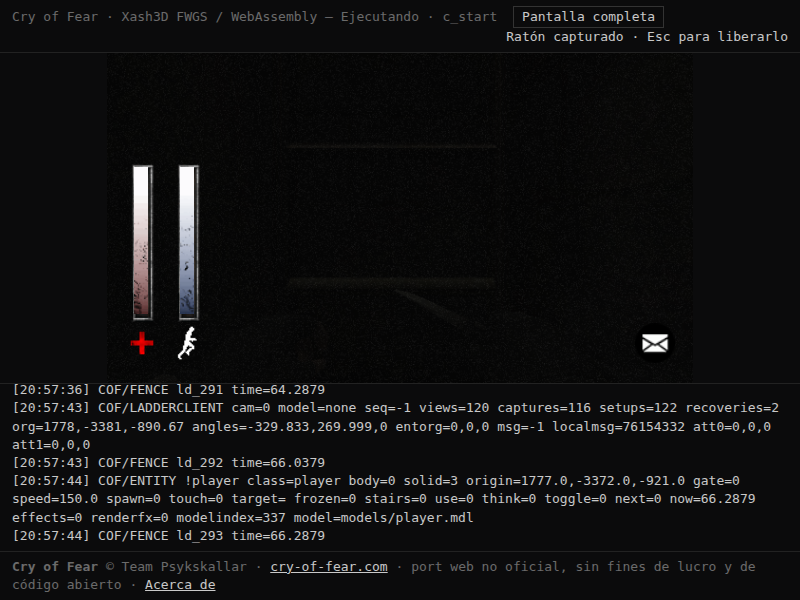 Cry of Fear · Xash3D FWGS / WebAssembly — Ejecutando · c_start
Pantalla completa
Ratón capturado · Esc para liberarlo
[20:57:36] COF/FENCE ld_291 time=64.2879
[20:57:43] COF/LADDERCLIENT cam=0 model=none seq=-1 views=120 captures=116 setups=122 recoveries=2
org=1778,-3381,-890.67 angles=-329.833,269.999,0 entorg=0,0,0 msg=-1 localmsg=76154332 att0=0,0,0
att1=0,0,0
[20:57:43] COF/FENCE ld_292 time=66.0379
[20:57:44] COF/ENTITY !player class=player body=0 solid=3 origin=1777.0,-3372.0,-921.0 gate=0
speed=150.0 spawn=0 touch=0 target= frozen=0 stairs=0 use=0 think=0 toggle=0 next=0 now=66.2879
effects=0 renderfx=0 modelindex=337 model=models/player.mdl
[20:57:44] COF/FENCE ld_293 time=66.2879
Cry of Fear © Team Psykskallar · cry-of-fear.com · port web no oficial, sin fines de lucro y de
código abierto · Acerca de